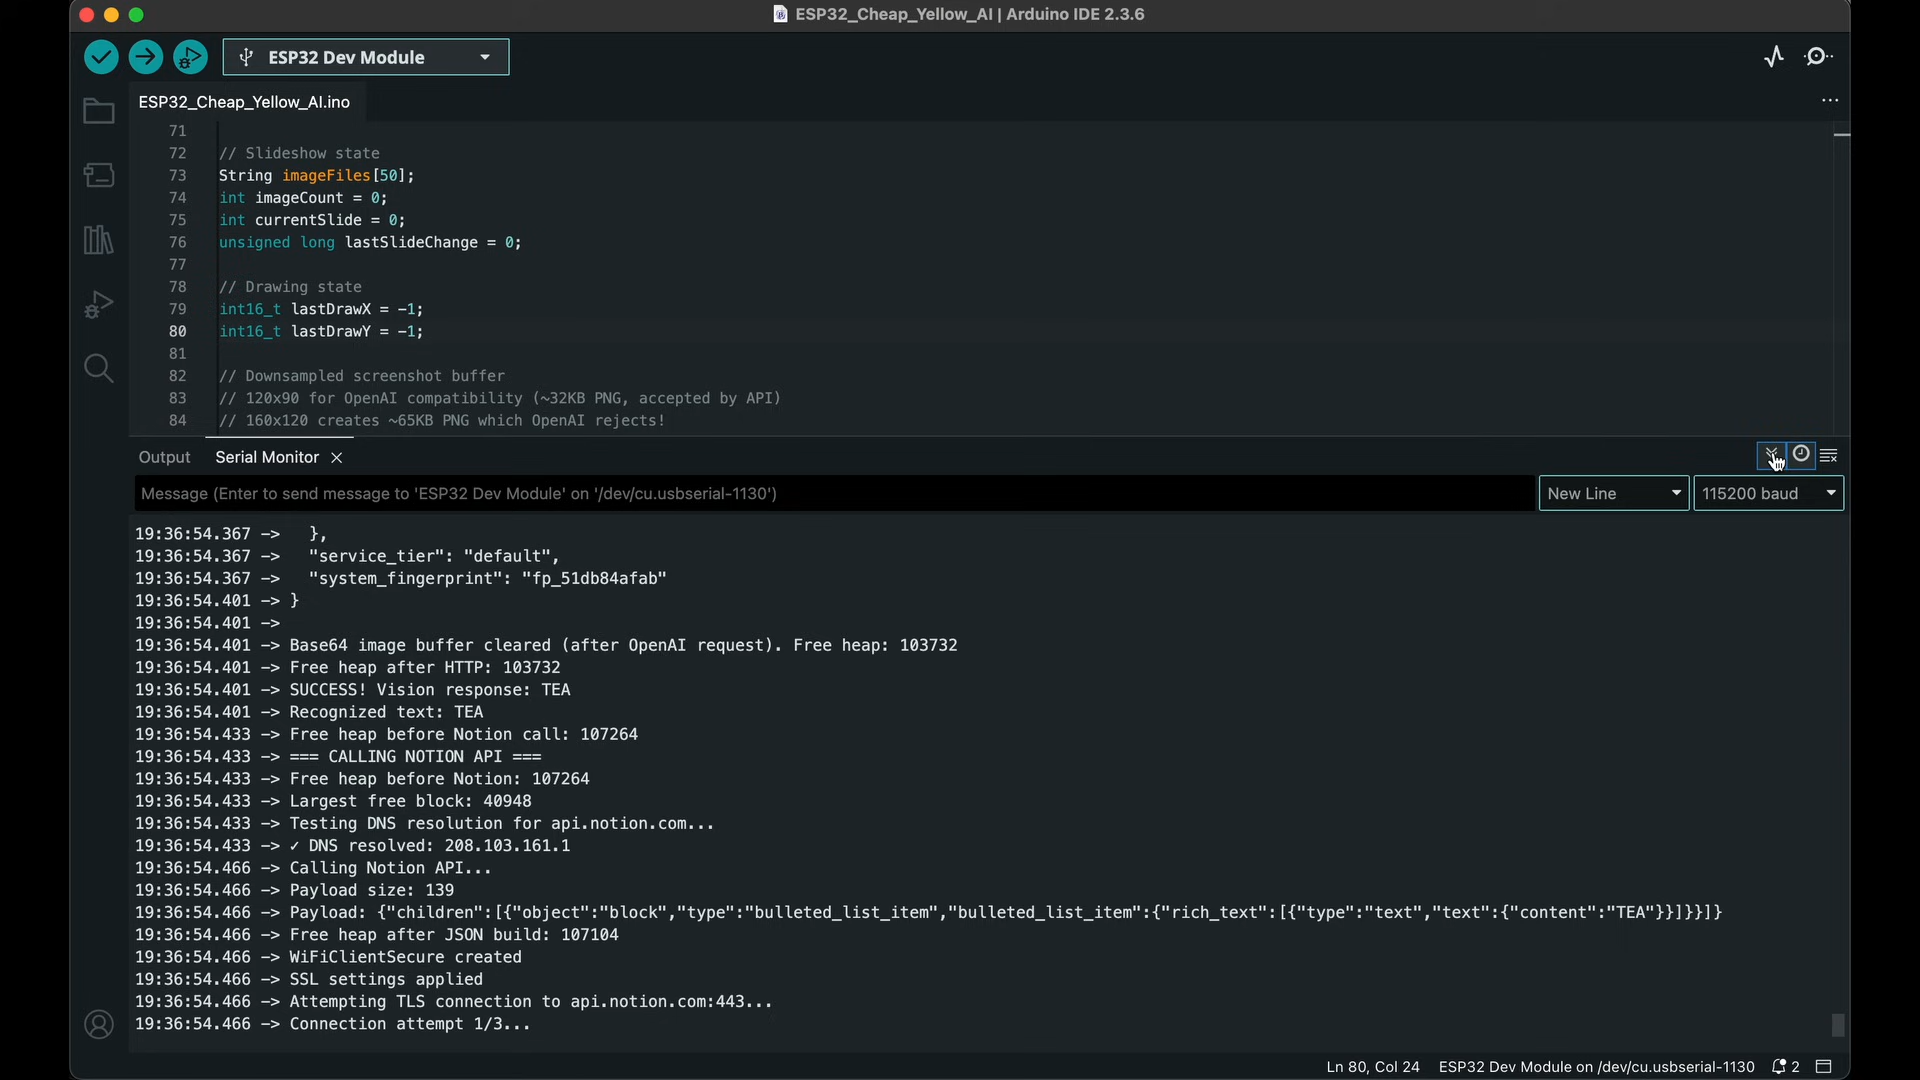 ESP32_Cheap_Yellow_AI | Arduino IDE 2.3.6
ESP32 Dev Module
ESP32_Cheap_Yellow_AI.ino
71
72 // Slideshow state
73 String imageFiles[50];
74 int imageCount = 0;
75 int currentSlide = 0;
76 unsigned long lastSlideChange = 0;
77
78 // Drawing state
79 int16_t lastDrawX = -1;
80 int16_t lastDrawY = -1;
81
82 // Downsampled screenshot buffer
83 // 120x90 for OpenAI compatibility (~32KB PNG, accepted by API)
84 // 160x120 creates ~65KB PNG which OpenAI rejects!
Output Serial Monitor
Message (Enter to send message to 'ESP32 Dev Module' on '/dev/cu.usbserial-1130') New Line 115200 baud
19:36:54.367 -> },
19:36:54.367 -> "service_tier": "default",
19:36:54.367 -> "system_fingerprint": "fp_51db84afab"
19:36:54.401 -> }
19:36:54.401 ->
19:36:54.401 -> Base64 image buffer cleared (after OpenAI request). Free heap: 103732
19:36:54.401 -> Free heap after HTTP: 103732
19:36:54.401 -> SUCCESS! Vision response: TEA
19:36:54.401 -> Recognized text: TEA
19:36:54.433 -> Free heap before Notion call: 107264
19:36:54.433 -> === CALLING NOTION API ===
19:36:54.433 -> Free heap before Notion: 107264
19:36:54.433 -> Largest free block: 40948
19:36:54.433 -> Testing DNS resolution for api.notion.com...
19:36:54.433 -> ✓ DNS resolved: 208.103.161.1
19:36:54.466 -> Calling Notion API...
19:36:54.466 -> Payload size: 139
19:36:54.466 -> Payload: {"children":[{"object":"block","type":"bulleted_list_item","bulleted_list_item":{"rich_text":[{"type":"text","text":{"content":"TEA"}}]}}]}
19:36:54.466 -> Free heap after JSON build: 107104
19:36:54.466 -> WiFiClientSecure created
19:36:54.466 -> SSL settings applied
19:36:54.466 -> Attempting TLS connection to api.notion.com:443...
19:36:54.466 -> Connection attempt 1/3...
Ln 80, Col 24 ESP32 Dev Module on /dev/cu.usbserial-1130 2